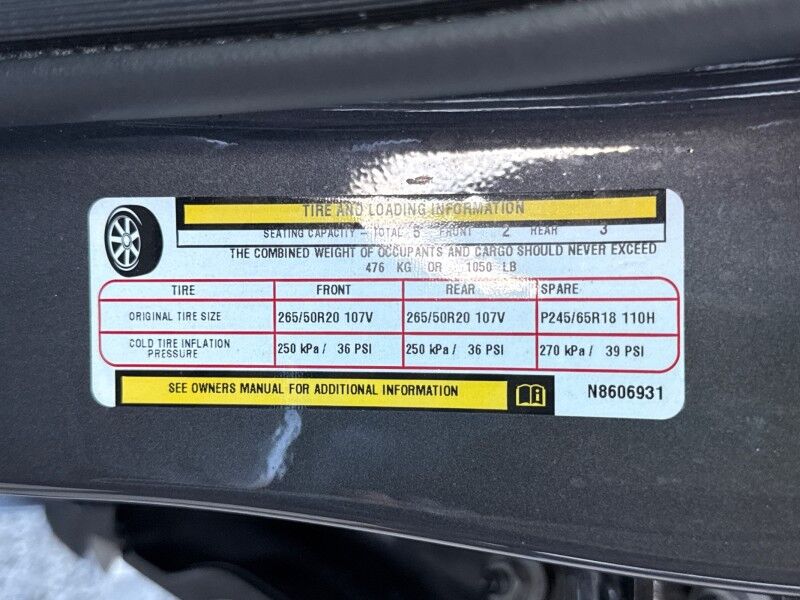 TIRE AND LOADING INFORMATION
SEATING CAPACITY - TOTAL 5 FRONT 2 REAR 3
THE COMBINED WEIGHT OF OCCUPANTS AND CARGO SHOULD NEVER EXCEED
476 KG OR 1050 LB
TIRE FRONT REAR SPARE
ORIGINAL TIRE SIZE 265/50R20 107V 265/50R20 107V P245/65R18 110H
COLD TIRE INFLATION PRESSURE 250 kPa / 36 PSI 250 kPa / 36 PSI 270 kPa / 39 PSI
SEE OWNERS MANUAL FOR ADDITIONAL INFORMATION
N8606931